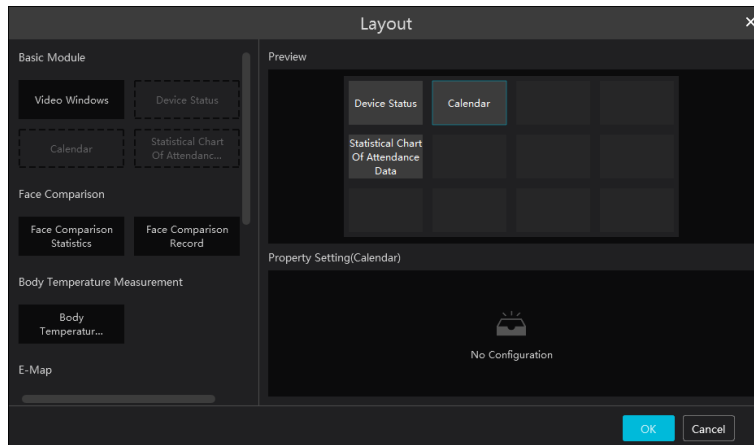 Layout
Basic Module
Video Windows
Device Status
Calendar
Statistical Chart
Of Attendanc...
Face Comparison
Face Comparison
Statistics
Face Comparison
Record
Body Temperature Measurement
Body
Temperatur...
E-Map
Preview
Device Status
Calendar
Statistical Chart
Of Attendance
Data
Property Setting(Calendar)
No Configuration
OK
Cancel